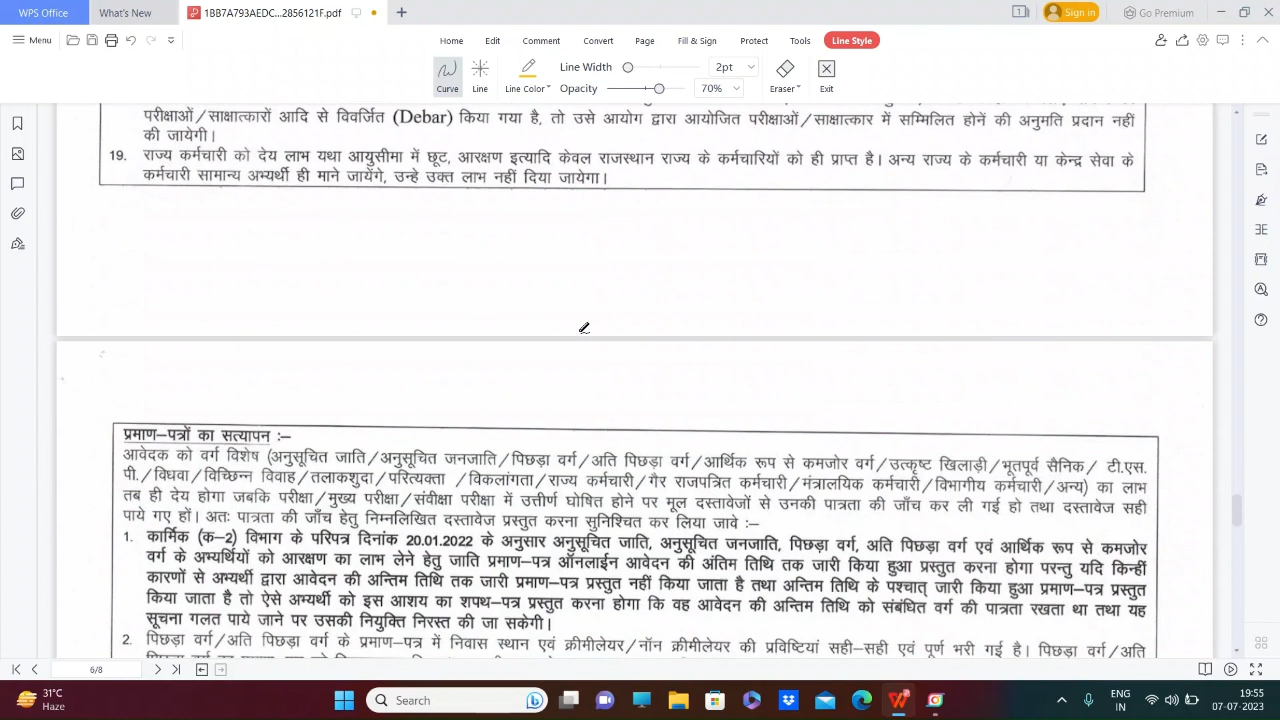 WPS Office What's New 1BB7A793AEDC...2856121F.pdf Sign in Go Premium
Menu Home Edit Comment Convert Page Fill & Sign Protect Tools Line Style
Curve Line Line Color Line Width 2pt Opacity 70% Eraser Exit
परीक्षाओं/साक्षात्कारों आदि से विवर्जित (Debar) किया गया है, तो उसे आयोग द्वारा आयोजित परीक्षाओं/साक्षात्कार में सम्मिलित होनें की अनुमति प्रदान नहीं
की जायेगी।
19. राज्य कर्मचारी को देय लाभ यथा आयुसीमा में छूट, आरक्षण इत्यादि केवल राजस्थान राज्य के कर्मचारियों को ही प्राप्त है। अन्य राज्य के कर्मचारी या केन्द्र सेवा के
कर्मचारी सामान्य अभ्यर्थी ही माने जायेंगे, उन्हे उक्त लाभ नहीं दिया जायेगा।
प्रमाण–पत्रों का सत्यापन :–
आवेदक को वर्ग विशेष (अनुसूचित जाति/अनुसूचित जनजाति/पिछड़ा वर्ग/अति पिछड़ा वर्ग/आर्थिक रूप से कमजोर वर्ग/उत्कृष्ट खिलाड़ी/भूतपूर्व सैनिक/ टी.एस.
पी./विधवा/विच्छिन्न विवाह/तलाकशुदा/परित्यक्ता /विकलांगता/राज्य कर्मचारी/गैर राजपत्रित कर्मचारी/मंत्रालयिक कर्मचारी/विभागीय कर्मचारी/अन्य) का लाभ
तब ही देय होगा जबकि परीक्षा/मुख्य परीक्षा/संवीक्षा परीक्षा में उत्तीर्ण घोषित होने पर मूल दस्तावेजों से उनकी पात्रता की जाँच कर ली गई हो तथा दस्तावेज सही
पाये गए हों। अतः पात्रता की जाँच हेतु निम्नलिखित दस्तावेज प्रस्तुत करना सुनिश्चित कर लिया जावे :–
1. कार्मिक (क–2) विभाग के परिपत्र दिनांक 20.01.2022 के अनुसार अनुसूचित जाति, अनुसूचित जनजाति, पिछड़ा वर्ग, अति पिछड़ा वर्ग एवं आर्थिक रूप से कमजोर
वर्ग के अभ्यर्थियों को आरक्षण का लाभ लेने हेतु जाति प्रमाण–पत्र ऑनलाईन आवेदन की अंतिम तिथि तक जारी किया हुआ प्रस्तुत करना होगा परन्तु यदि किन्हीं
कारणों से अभ्यर्थी द्वारा आवेदन की अन्तिम तिथि तक जारी प्रमाण–पत्र प्रस्तुत नहीं किया जाता है तथा अन्तिम तिथि के पश्चात् जारी किया हुआ प्रमाण–पत्र प्रस्तुत
किया जाता है तो ऐसे अभ्यर्थी को इस आशय का शपथ–पत्र प्रस्तुत करना होगा कि वह आवेदन की अन्तिम तिथि को संबंधित वर्ग की पात्रता रखता था तथा यह
सूचना गलत पाये जाने पर उसकी नियुक्ति निरस्त की जा सकेगी।
2. पिछड़ा वर्ग/अति पिछड़ा वर्ग के प्रमाण–पत्र में निवास स्थान एवं क्रीमीलेयर/नॉन क्रीमीलेयर की प्रविष्टियां सही–सही एवं पूर्ण भरी गई है। पिछड़ा वर्ग/अति
6/8
31°C
Haze
Search
ENG
IN
19:55
07-07-2023